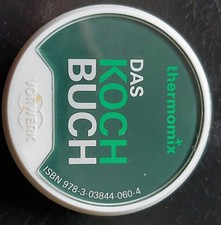 thermomix
DAS
KOCH
BUCH
ISBN 978-3-03844-060-4
VORWERK